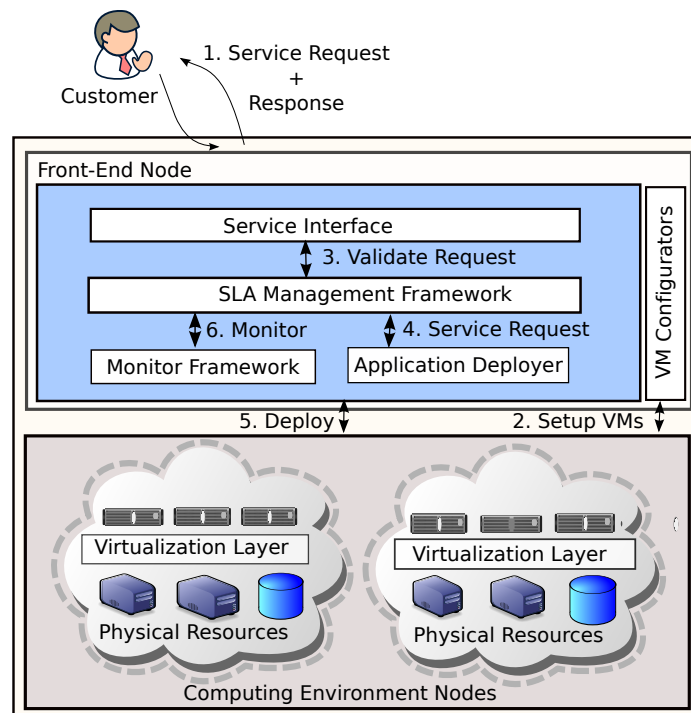 1. Service Request
+
Response
Customer
Front-End Node
Service Interface
3. Validate Request
SLA Management Framework
6. Monitor
4. Service Request
Monitor Framework
Application Deployer
VM Configurators
5. Deploy
2. Setup VMs
Virtualization Layer
Virtualization Layer
Physical Resources
Physical Resources
Computing Environment Nodes